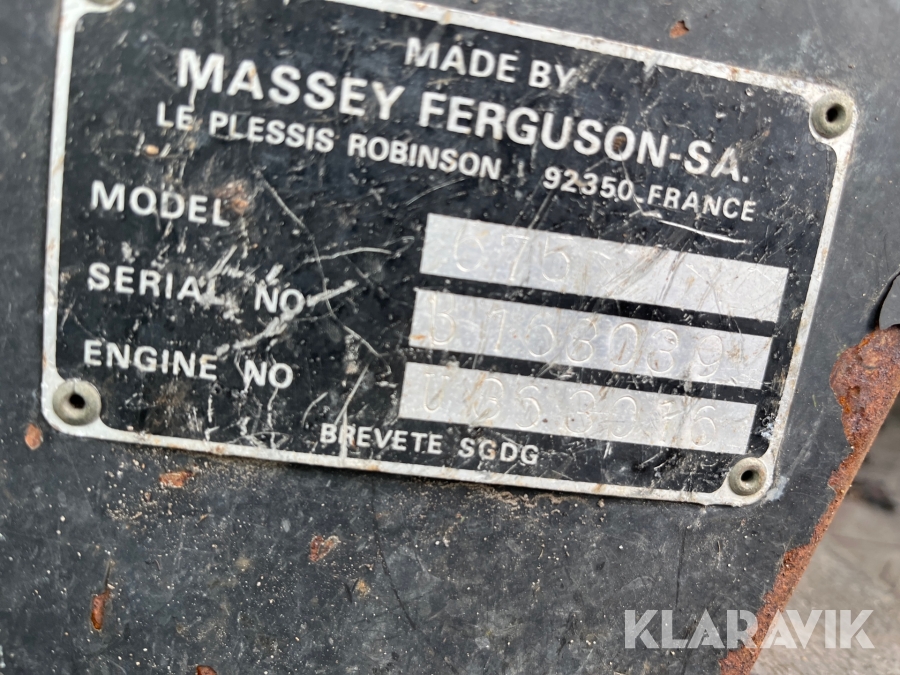 MADE BY
MASSEY FERGUSON-SA.
LE PLESSIS ROBINSON 92350-FRANCE
MODEL
SERIAL NO
ENGINE NO
BREVETE SGDG
KLARAVIK